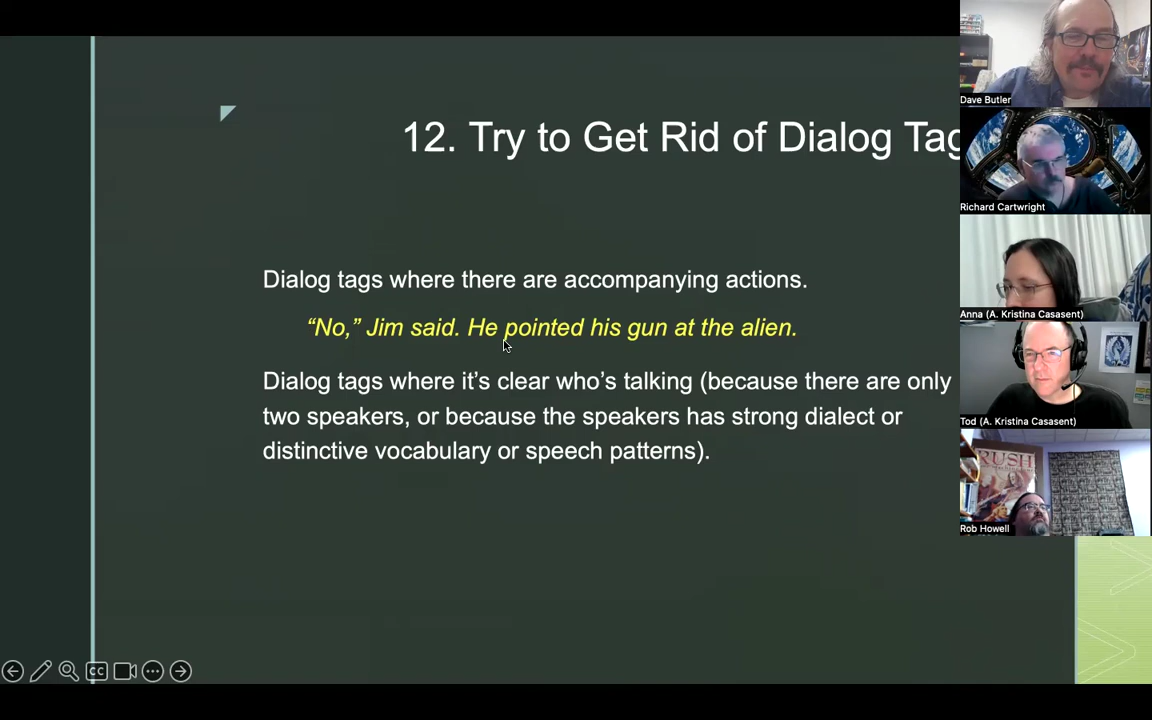 12. Try to Get Rid of Dialog Tag
Dialog tags where there are accompanying actions.
“No,” Jim said. He pointed his gun at the alien.
Dialog tags where it’s clear who’s talking (because there are only
two speakers, or because the speakers has strong dialect or
distinctive vocabulary or speech patterns).
Dave Butler
Richard Cartwright
Anna (A. Kristina Casasent)
Tod (A. Kristina Casasent)
RUSH
Rob Howell
CC